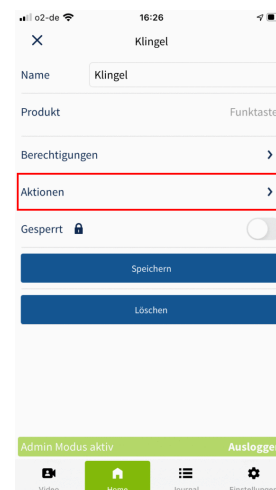 o2-de 16:26
Klingel
Name Klingel
Produkt Funktaste
Berechtigungen
Aktionen
Gesperrt
Speichern
Löschen
Admin Modus aktiv Auslogge
Video Home Journal Einstellungen